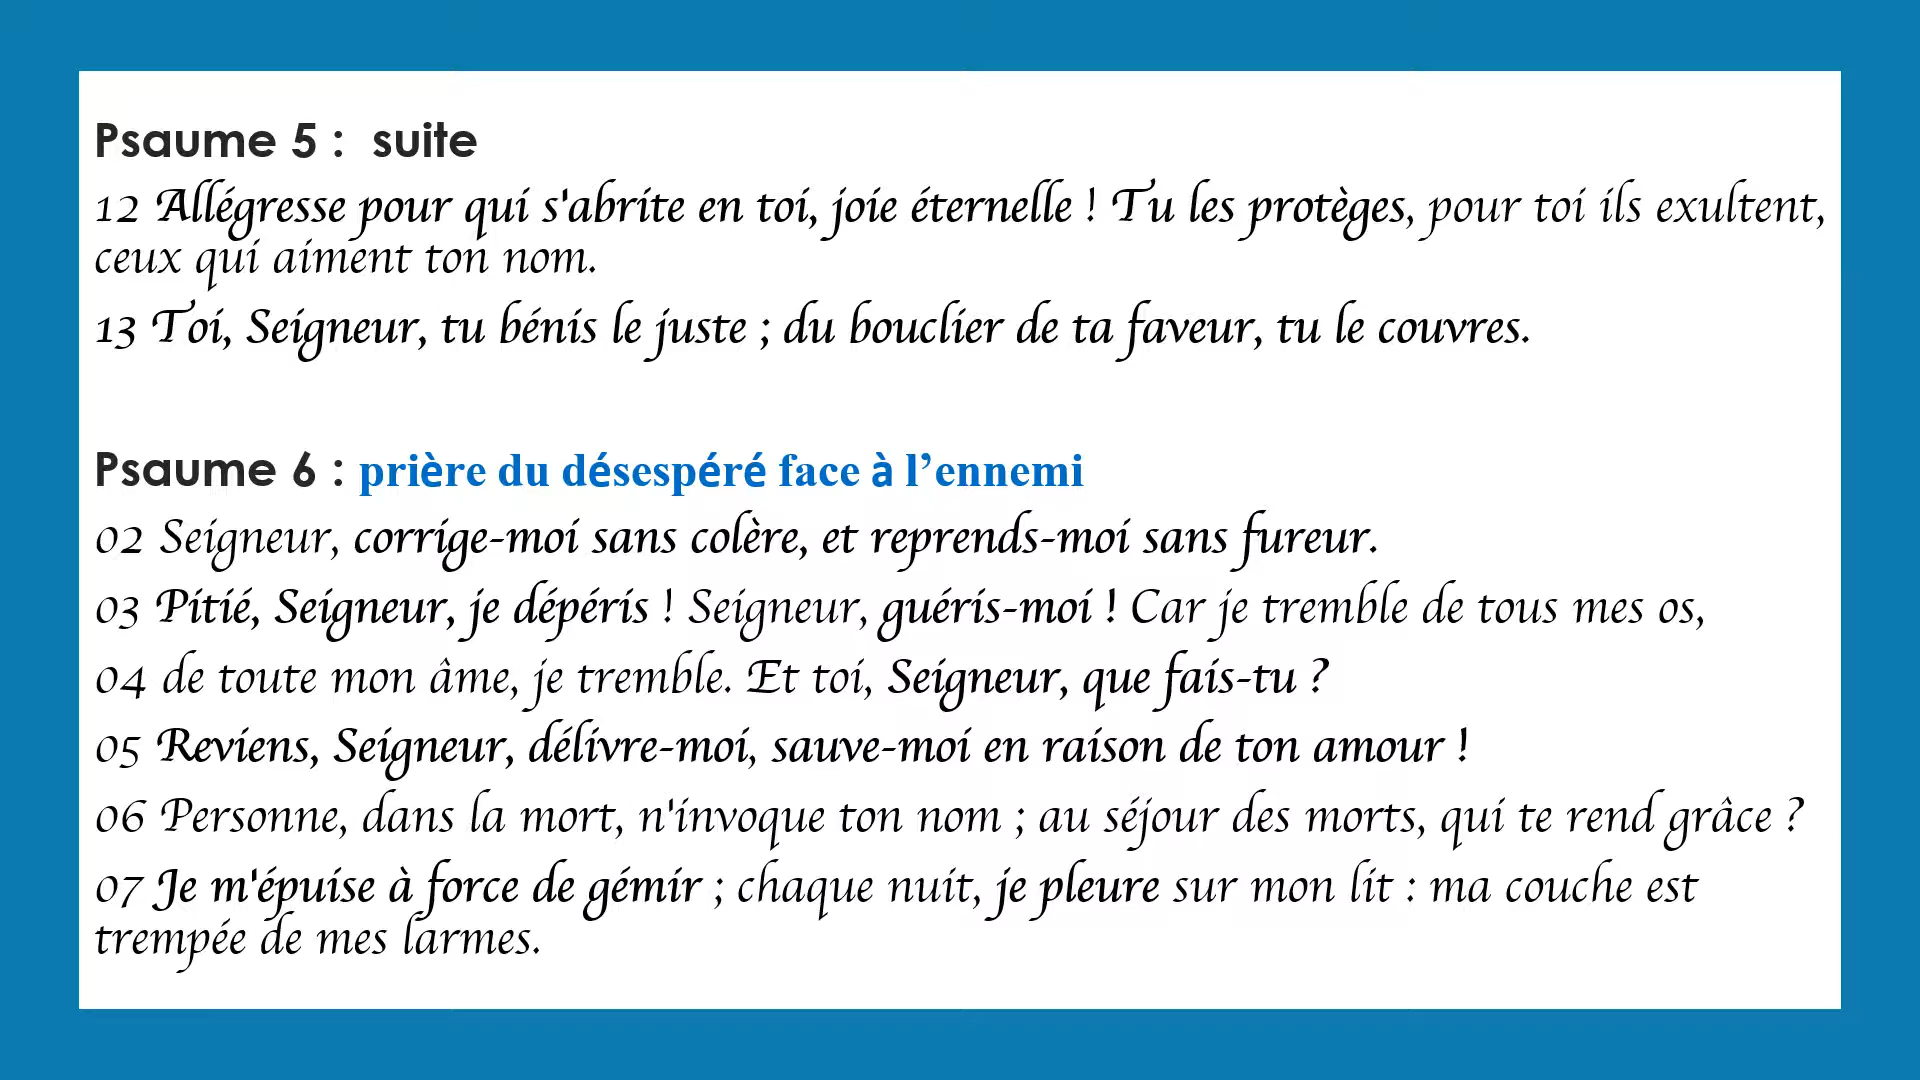 Psaume 5 :  suite
12 Allégresse pour qui s'abrite en toi, joie éternelle ! Tu les protèges, pour toi ils exultent,
ceux qui aiment ton nom.
13 Toi, Seigneur, tu bénis le juste ; du bouclier de ta faveur, tu le couvres.
Psaume 6 : prière du désespéré face à l’ennemi
02 Seigneur, corrige-moi sans colère, et reprends-moi sans fureur.
03 Pitié, Seigneur, je dépéris ! Seigneur, guéris-moi ! Car je tremble de tous mes os,
04 de toute mon âme, je tremble. Et toi, Seigneur, que fais-tu ?
05 Reviens, Seigneur, délivre-moi, sauve-moi en raison de ton amour !
06 Personne, dans la mort, n'invoque ton nom ; au séjour des morts, qui te rend grâce ?
07 Je m'épuise à force de gémir ; chaque nuit, je pleure sur mon lit : ma couche est
trempée de mes larmes.